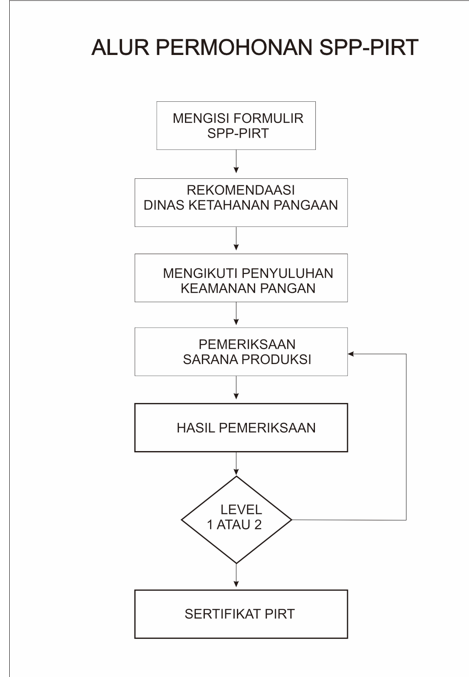 ALUR PERMOHONAN SPP-PIRT
MENGISI FORMULIR
SPP-PIRT
REKOMENDAASI
DINAS KETAHANAN PANGAAN
MENGIKUTI PENYULUHAN
KEAMANAN PANGAN
PEMERIKSAAN
SARANA PRODUKSI
HASIL PEMERIKSAAN
LEVEL
1 ATAU 2
SERTIFIKAT PIRT